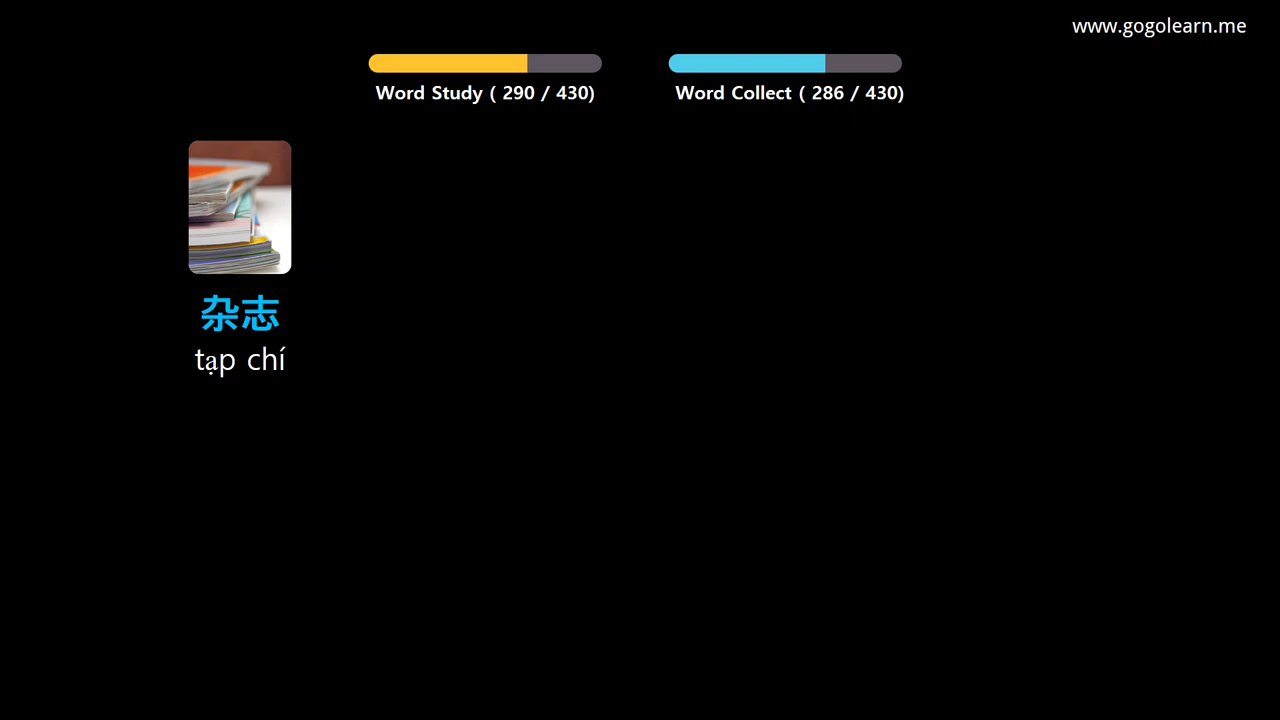 www.gogolearn.me
Word Study ( 290 / 430)
Word Collect ( 286 / 430)
杂志
tạp chí